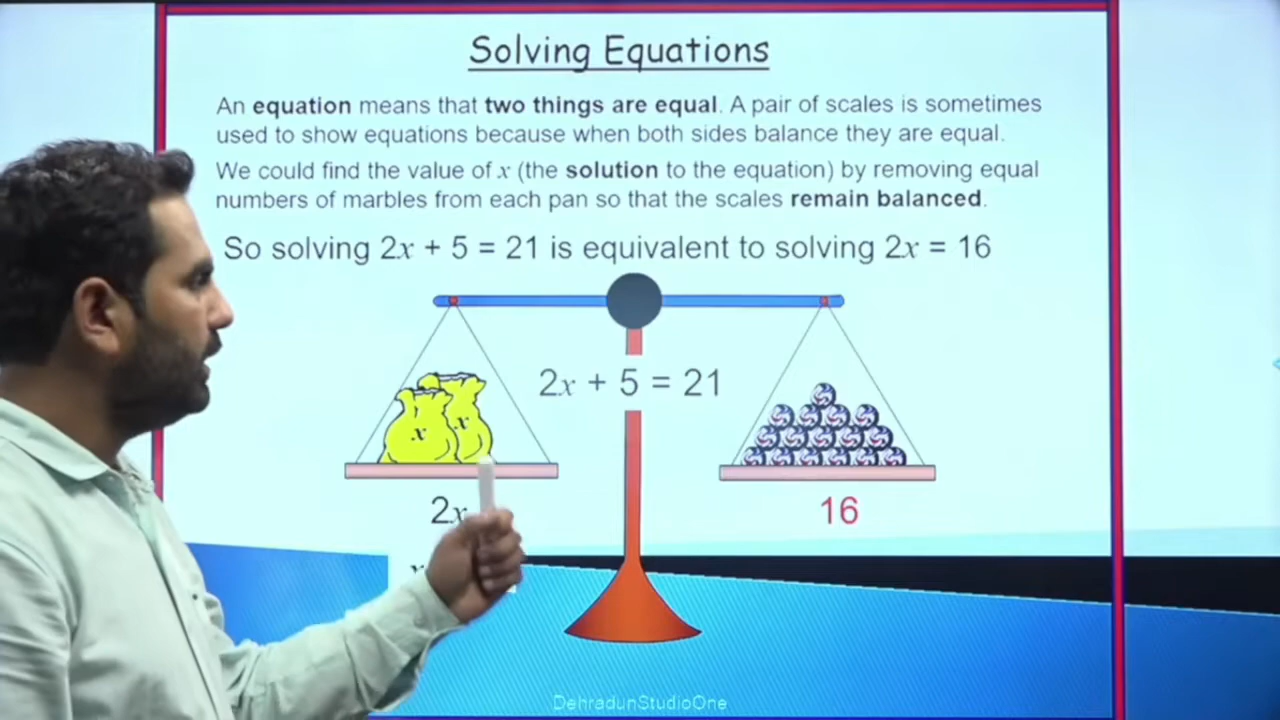 Solving Equations
An equation means that two things are equal. A pair of scales is sometimes
used to show equations because when both sides balance they are equal.
We could find the value of x (the solution to the equation) by removing equal
numbers of marbles from each pan so that the scales remain balanced.
So solving 2x + 5 = 21 is equivalent to solving 2x = 16
2x + 5 = 21
x x
2x 16
DehradunStudioOne